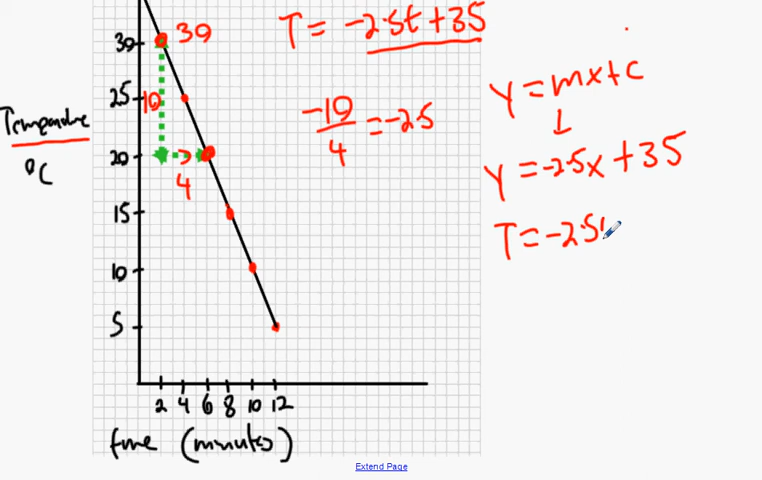 T = -2.5t + 35
39
39
y = mx + c
25
10
-10/4 = -2.5
Temperature
°C
20
4
y = -2.5x + 35
15
T = -2.5
10
5
2 4 6 8 10 12
time (minutes)
Extend Page